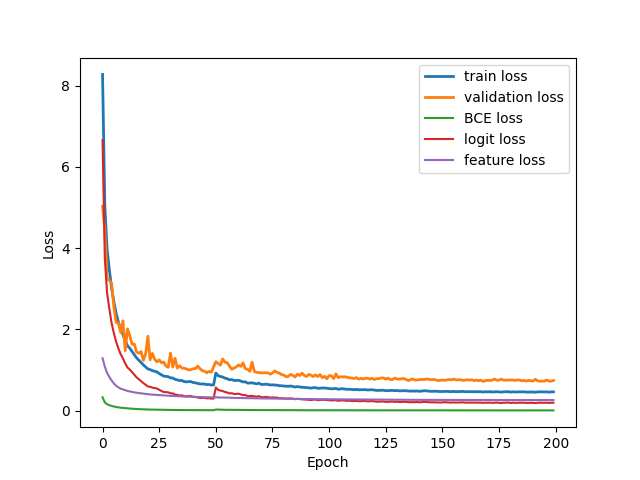 train loss
validation loss
BCE loss
logit loss
feature loss
8
6
4
2
0
Loss
0 25 50 75 100 125 150 175 200
Epoch